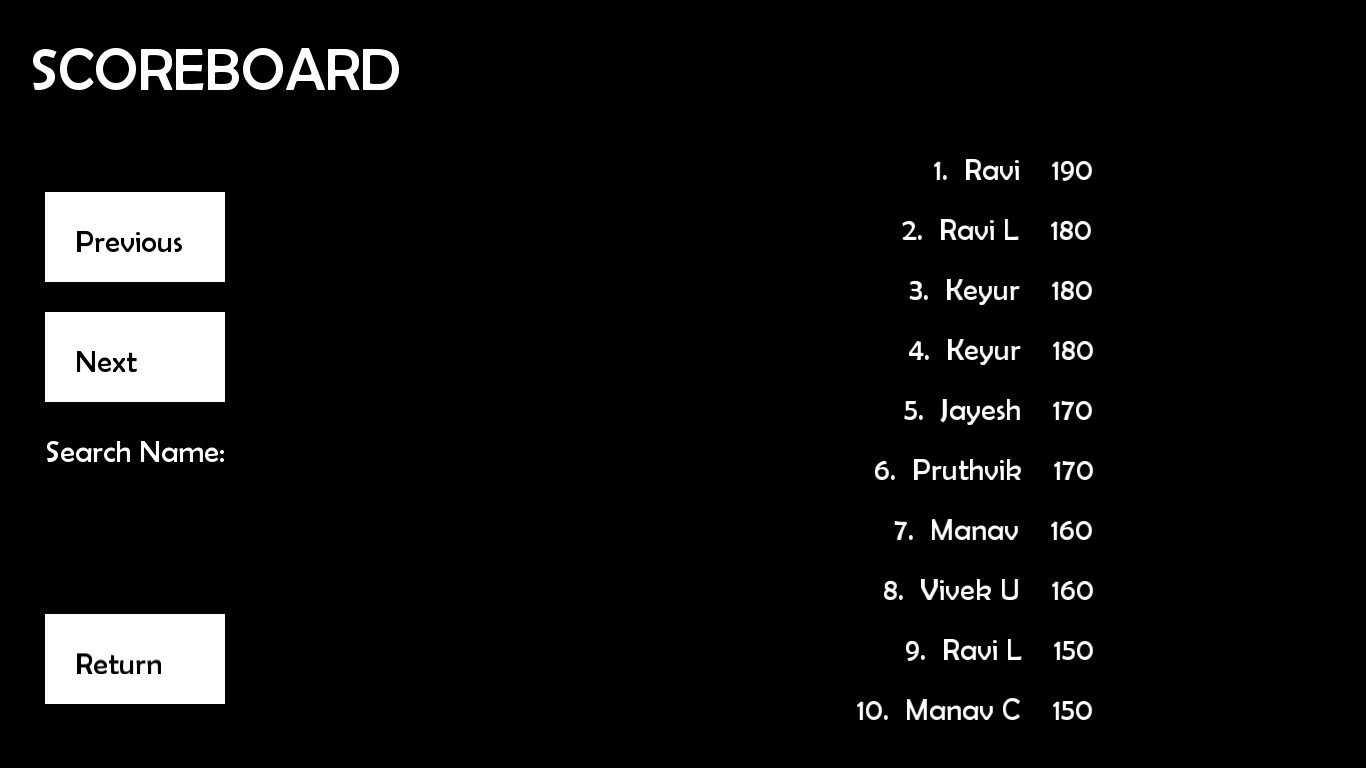 SCOREBOARD
Previous
Next
Search Name:
Return
1. Ravi 190
2. Ravi L 180
3. Keyur 180
4. Keyur 180
5. Jayesh 170
6. Pruthvik 170
7. Manav 160
8. Vivek U 160
9. Ravi L 150
10. Manav C 150